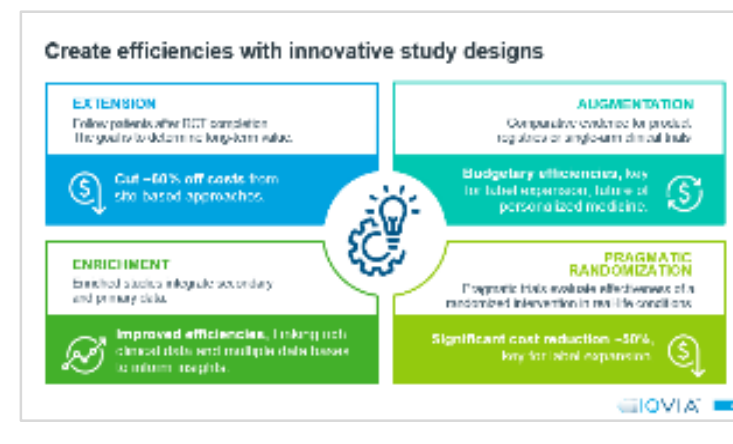 Create efficiencies with innovative study designs
EXTENSION
Follow patients after RCT completion
The goal is to determine long-term value.
Cut ~60% off costs from
site based approaches.
AUGMENTATION
Comparative evidence for product
registries or single-arm clinical trials
Budgetary efficiencies, key
for label expansion, future of
personalized medicine.
ENRICHMENT
Enriched studies integrate secondary
and primary data.
Improved efficiencies, linking rich
clinical data and multiple data bases
to inform insights.
PRAGMATIC
RANDOMIZATION
Pragmatic trials evaluate effectiveness of a
randomized intervention in real-life conditions
Significant cost reduction ~50%,
key for label expansion
IQVIA